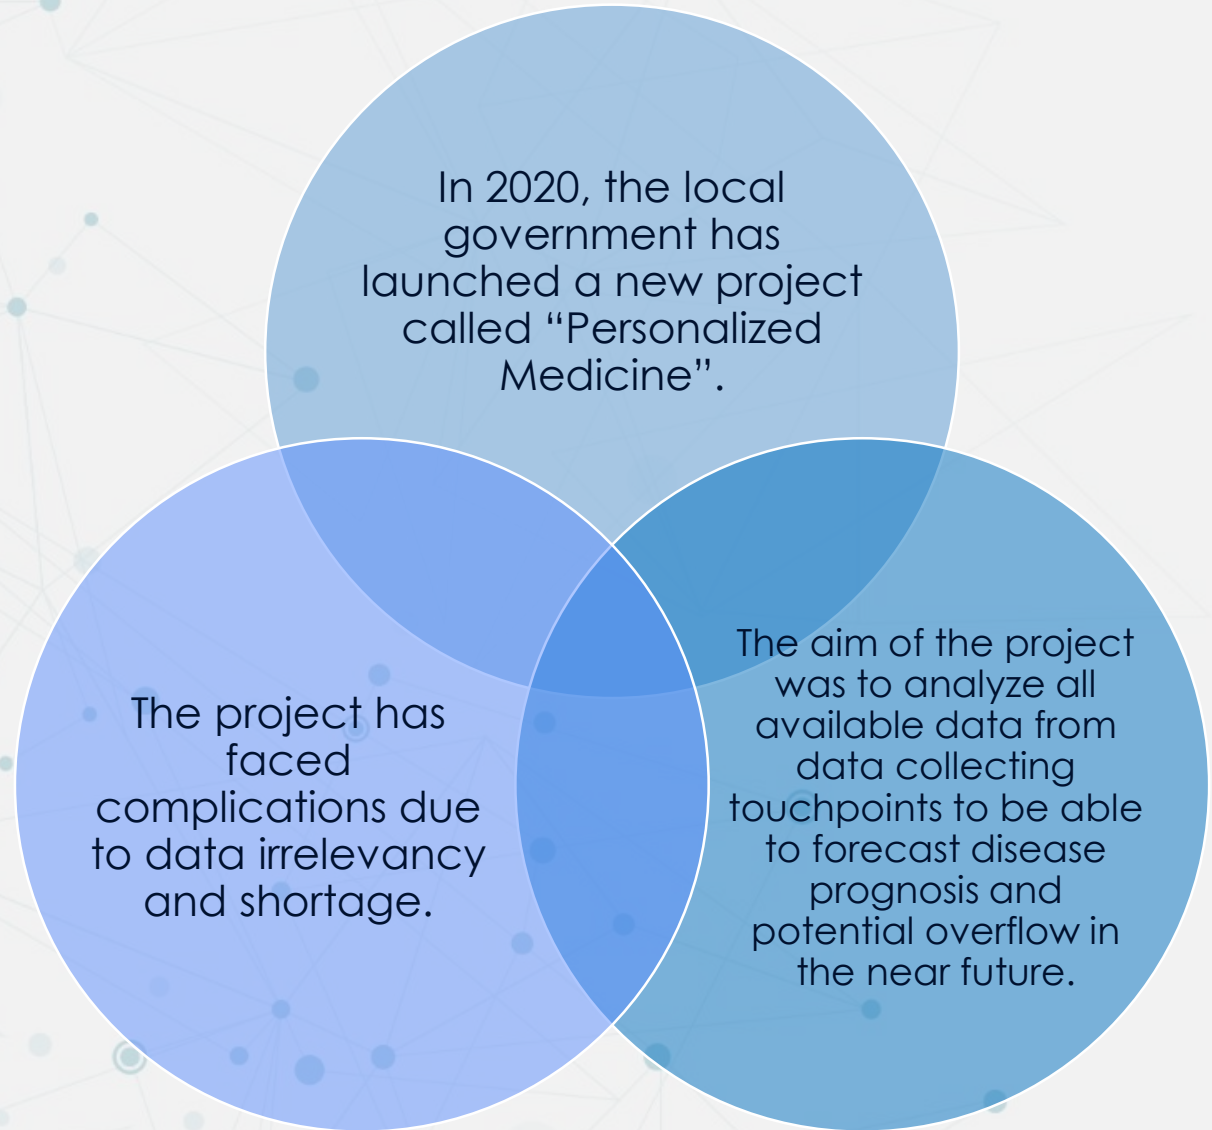 In 2020, the local
government has
launched a new project
called “Personalized
Medicine”.
The project has
faced
complications due
to data irrelevancy
and shortage.
The aim of the project
was to analyze all
available data from
data collecting
touchpoints to be able
to forecast disease
prognosis and
potential overflow in
the near future.